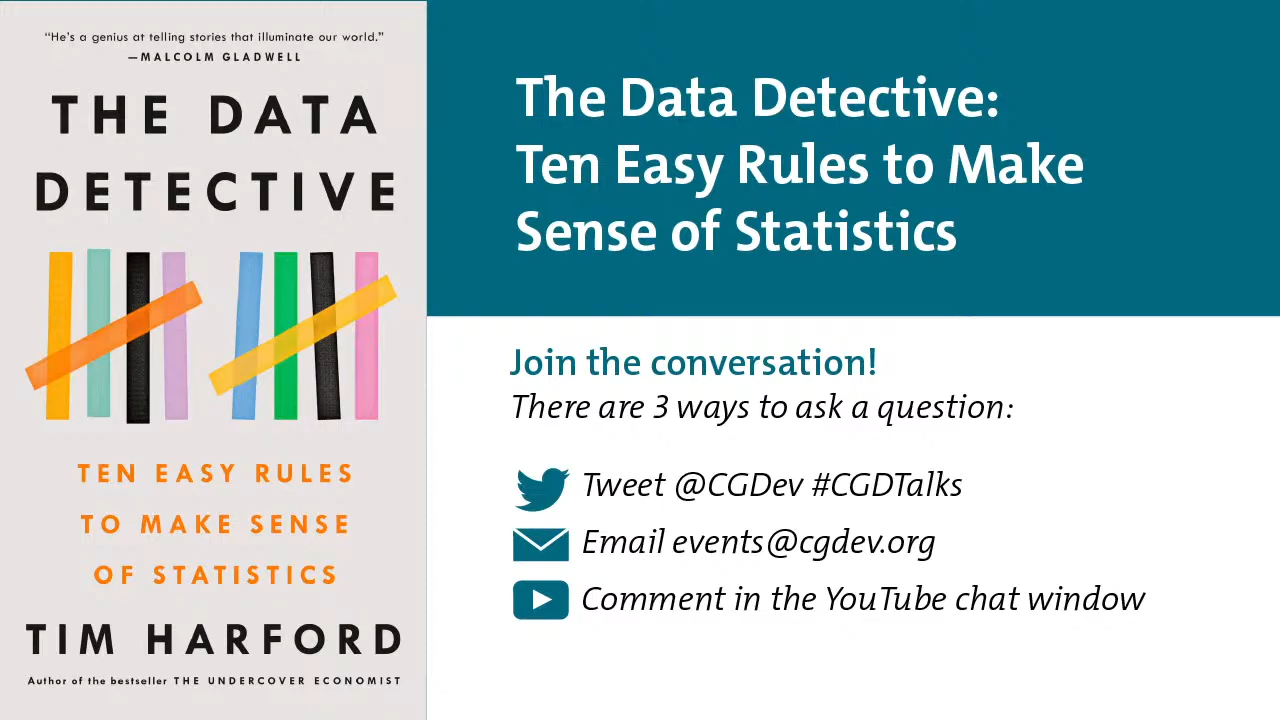 “He’s a genius at telling stories that illuminate our world.”
—MALCOLM GLADWELL
THE DATA
DETECTIVE
TEN EASY RULES
TO MAKE SENSE
OF STATISTICS
TIM HARFORD
Author of the bestseller THE UNDERCOVER ECONOMIST
The Data Detective:
Ten Easy Rules to Make
Sense of Statistics
Join the conversation!
There are 3 ways to ask a question:
Tweet @CGDev #CGDTalks
Email events@cgdev.org
Comment in the YouTube chat window